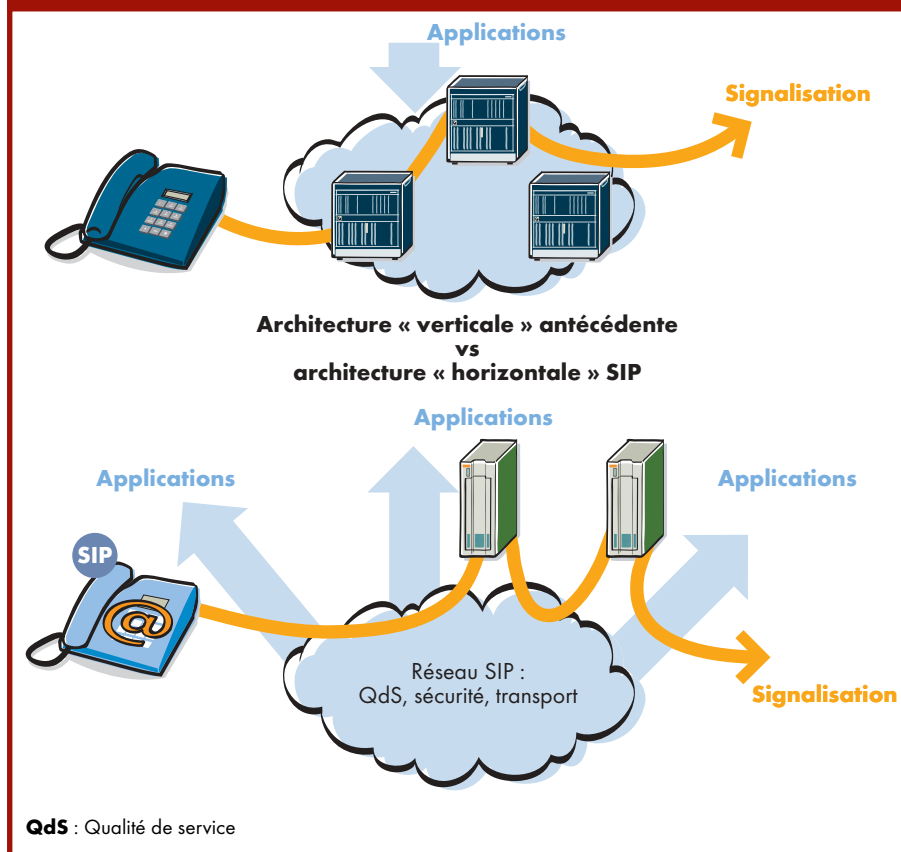 Applications
Signalisation
Architecture « verticale » antécédente
vs
architecture « horizontale » SIP
Applications
Applications
Applications
SIP
@
Réseau SIP :
QdS, sécurité, transport
Signalisation
QdS : Qualité de service